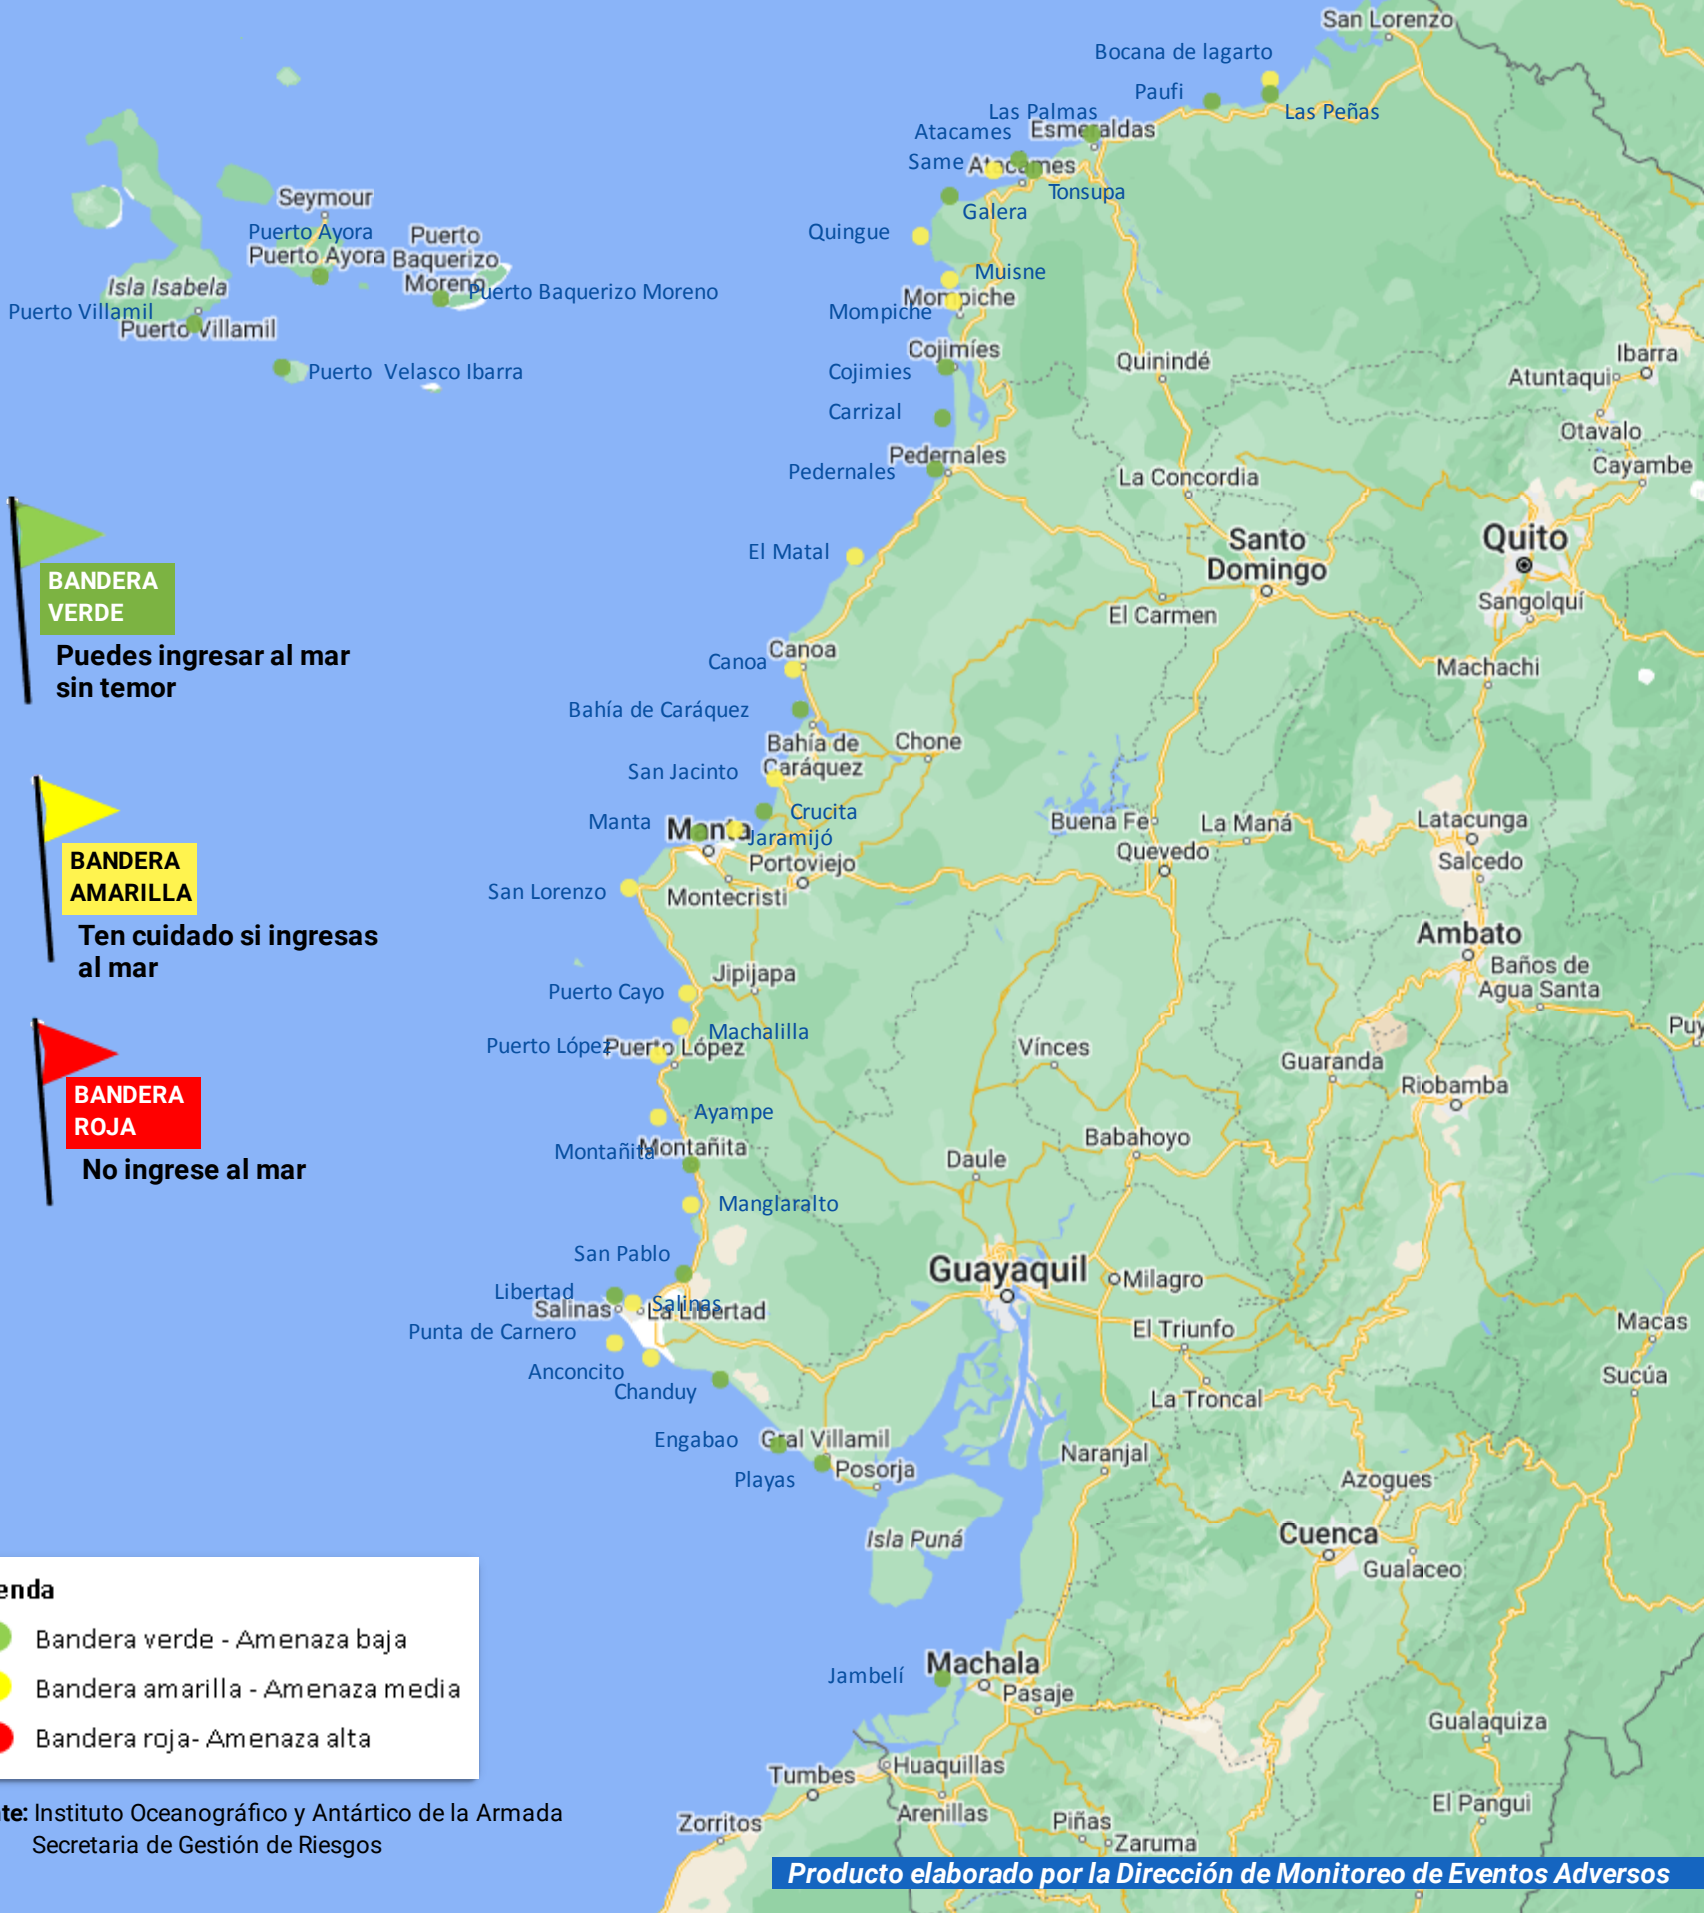 San Lorenzo
Bocana de lagarto
Paufi
Las Peñas
Las Palmas
Esmeraldas
Atacames
Same
Atacames
Tonsupa
Galera
Quingue
Muisne
Mompiche
Mompiche
Cojimíes
Cojimies
Carrizal
Pedernales
Pedernales
Quinindé
Ibarra
Atuntaqui
Otavalo
Cayambe
La Concordia
Seymour
Puerto Ayora
Puerto Ayora
Puerto
Baquerizo
Moreno
Puerto Baquerizo Moreno
Isla Isabela
Puerto Villamil
Puerto Villamil
Puerto Velasco Ibarra
BANDERA
VERDE
Puedes ingresar al mar
sin temor
BANDERA
AMARILLA
Ten cuidado si ingresas
al mar
BANDERA
ROJA
No ingrese al mar
El Matal
Santo
Domingo
Quito
El Carmen
Sangolquí
Machachi
Canoa
Canoa
Bahía de Caráquez
Bahía de
Caráquez
Chone
San Jacinto
Crucita
Manta
Manta
Jaramijó
Portoviejo
Montecristi
San Lorenzo
Buena Fe
La Maná
Quevedo
Latacunga
Salcedo
Ambato
Baños de
Agua Santa
Puy
Jipijapa
Puerto Cayo
Machalilla
Puerto López
Puerto López
Vínces
Guaranda
Riobamba
Ayampe
Montañita
Montañita
Babahoyo
Daule
Manglaralto
San Pablo
Guayaquil
Milagro
Libertad
Salinas
Salinas
La Libertad
Punta de Carnero
Anconcito
Chanduy
El Triunfo
Macas
Sucúa
La Troncal
Engabao
Gral Villamil
Playas
Posorja
Naranjal
Azogues
Isla Puná
Cuenca
Gualaceo
Jambelí
Machala
Pasaje
Gualaquiza
Huaquillas
Tumbes
Arenillas
Piñas
Zaruma
El Pangui
Zorritos
enda
Bandera verde - Amenaza baja
Bandera amarilla - Amenaza media
Bandera roja- Amenaza alta
te: Instituto Oceanográfico y Antártico de la Armada
Secretaria de Gestión de Riesgos
Producto elaborado por la Dirección de Monitoreo de Eventos Adversos